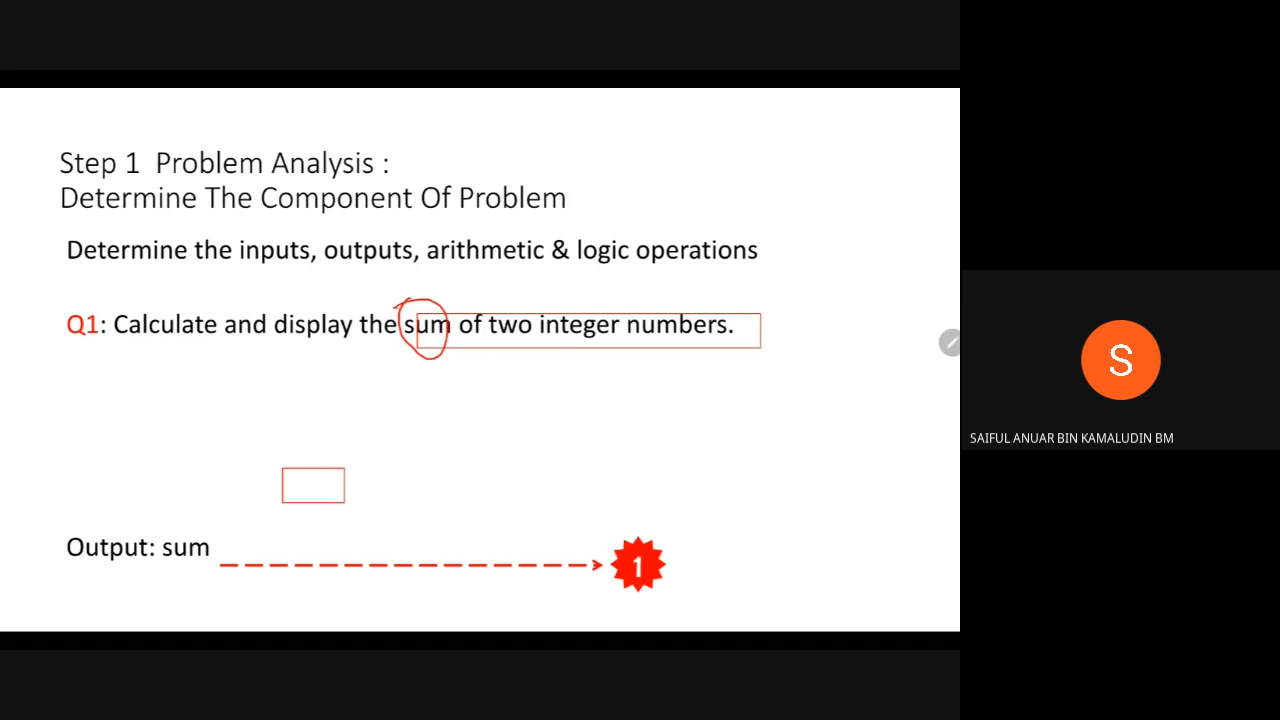 Step 1 Problem Analysis :
Determine The Component Of Problem
Determine the inputs, outputs, arithmetic & logic operations
Q1: Calculate and display the sum of two integer numbers.
Output: sum
1
S
SAIFUL ANUAR BIN KAMALUDIN BM